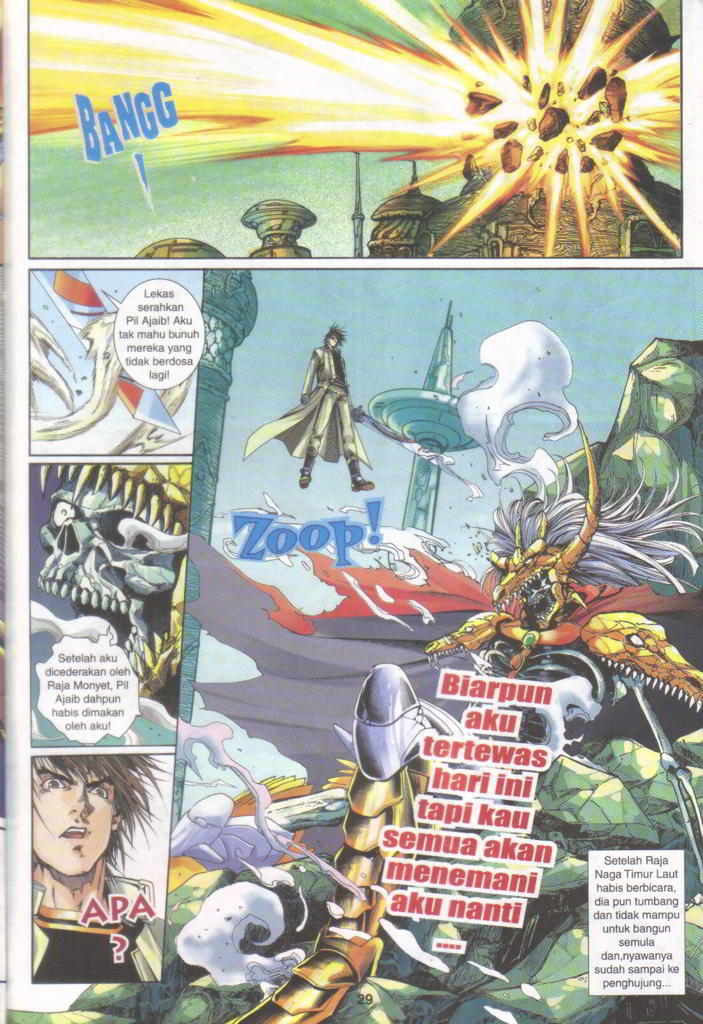 BANGG
!
Lekas
serahkan
Pil Ajaib! Aku
tak mahu bunuh
mereka yang
tidak berdosa
lagi!
Zoop!
Setelah aku
dicederakan oleh
Raja Monyet, Pil
Ajaib dahpun
habis dimakan
oleh aku!
Biarpun
aku
tertewas
hari ini
tapi kau
semua akan
menemani
aku nanti
....
APA
?
Setelah Raja
Naga Timur Laut
habis berbicara,
dia pun tumbang
dan tidak mampu
untuk bangun
semula
dan,nyawanya
sudah sampai ke
penghujung...
29